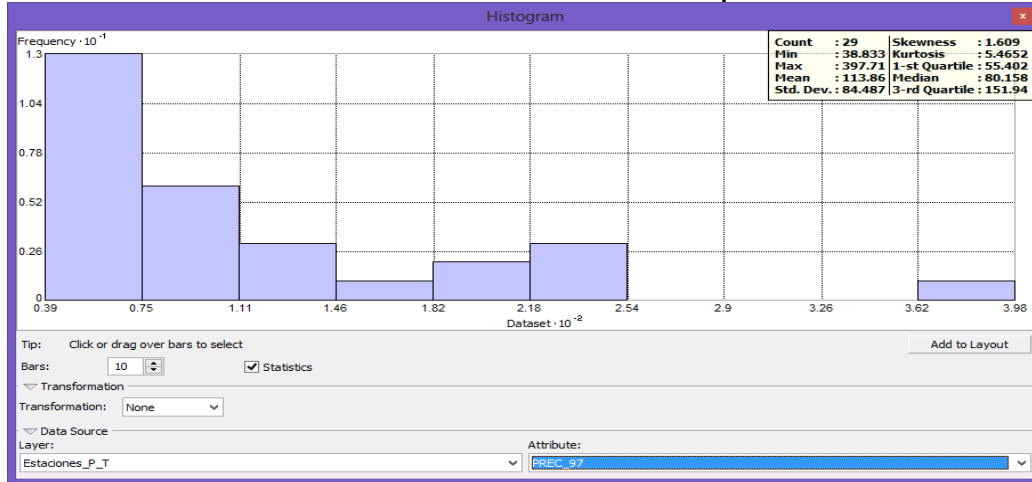 Histogram
x
Frequency · 10 -1
Count : 29 Skewness : 1.609
Min : 38.833 Kurtosis : 5.4652
Max : 397.71 1-st Quartile : 55.402
Mean : 113.86 Median : 80.158
Std. Dev. : 84.487 3-rd Quartile : 151.94
1.3
1.04
0.78
0.52
0.26
0
0.39 0.75 1.11 1.46 1.82 2.18 2.54 2.9 3.26 3.62 3.98
Dataset · 10 -2
Tip: Click or drag over bars to select Add to Layout
Bars: 10 Statistics
Transformation
Transformation: None
Data Source
Layer: Attribute:
Estaciones_P_T PREC_97